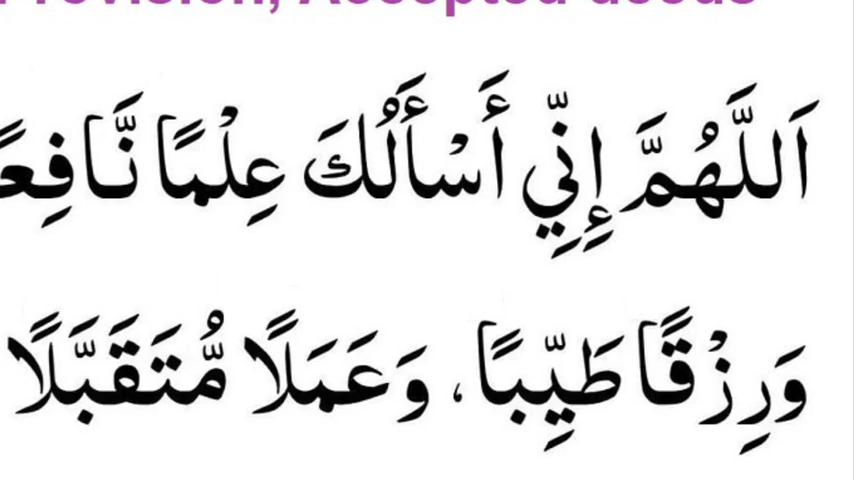 Provision, Accepted deeds
اَللَّهُمَّ إِنِّي أَسْأَلُكَ عِلْمًا نَّافِعًا
وَرِزْقًا طَيِّبًا، وَعَمَلًا مُّتَقَبَّلًا